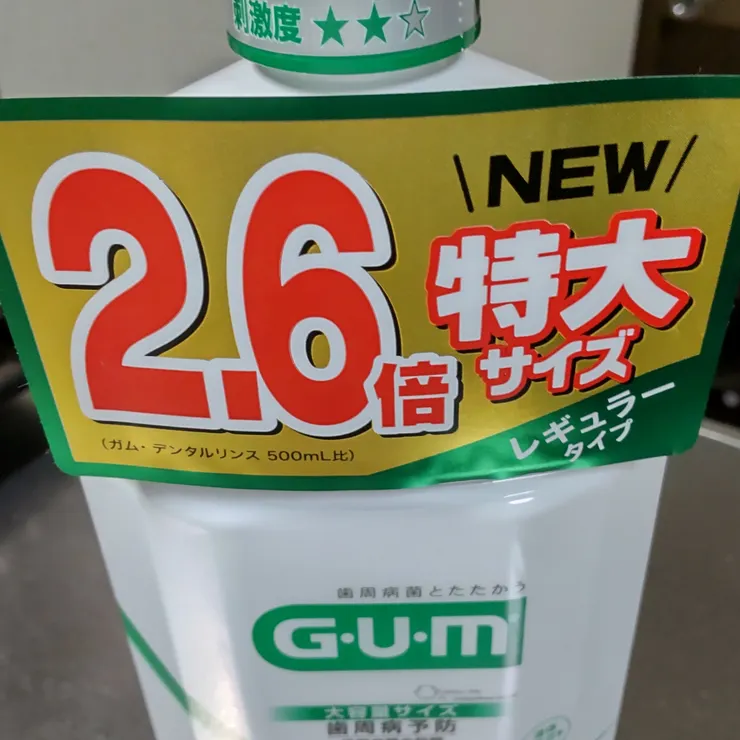 刺激度 ★★☆
\NEW/
2.6倍
特大
サイズ
レギュラー
タイプ
(ガム・デンタルリンス 500mL比)
歯周病菌とたたかう
G・U・M
大容量サイズ
歯周病予防